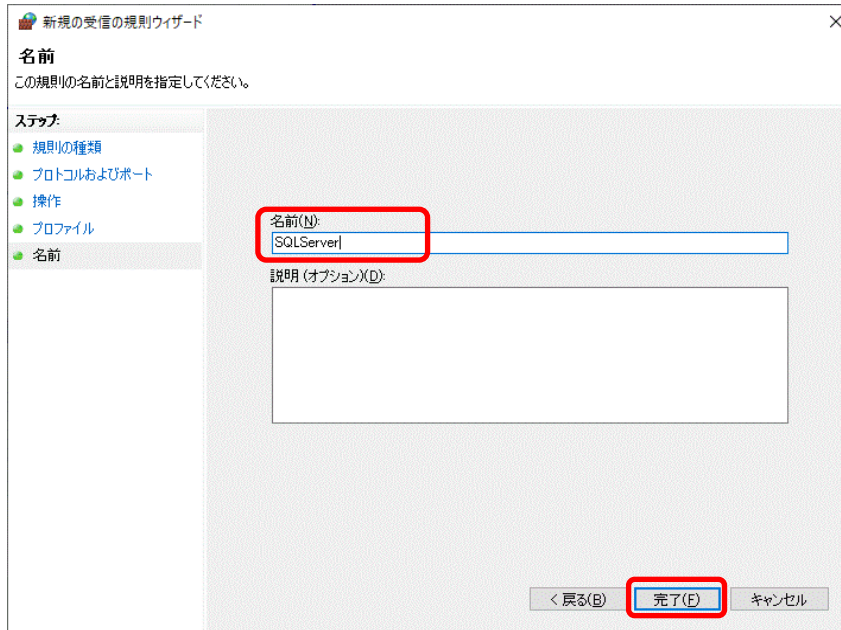 新規の受信の規則ウィザード
名前
この規則の名前と説明を指定してください。
ステップ:
規則の種類
プロトコルおよびポート
操作
プロファイル
名前
名前(N):
SQLServer
説明 (オプション)(D):
< 戻る(B)
完了(F)
キャンセル